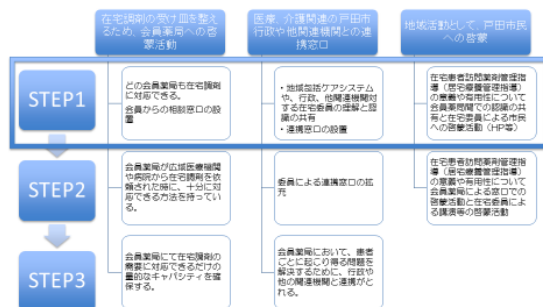 在宅調剤の受け皿を整え
るため、会員薬局への啓
蒙活動
医療、介護関連の戸田市
行政や他関連機関との連
携窓口
地域活動として、戸田市民
への啓蒙
STEP1
どの会員薬局も在宅調剤
に対応できる。
会員からの相談窓口の設
置
・地域包括ケアシステム
や、行政、他関連機関対
する在宅委員の理解と認
識の共有
・連携窓口の設置
在宅患者訪問薬剤管理指
導（居宅療養管理指導）
の意義や有用性について
会員薬局間での認識の共
有と在宅委員による市民
への啓蒙活動（HP等）
STEP2
会員薬局が広域医療機関
や病院から在宅調剤を依
頼された時に、十分に対
応できる方法を持ってい
る。
委員による連携窓口の拡
充
在宅患者訪問薬剤管理指
導（居宅療養管理指導）
の意義や有用性について
会員薬局による窓口での
啓蒙活動と在宅委員による
講演等の啓蒙活動
STEP3
会員薬局にて在宅調剤の
需要に対応できるだけの
量的なキャパシティを確
保する。
会員薬局において、患者
ごとに起こり得る問題を
解決するために、行政や
他の関連機関と連携がと
れる。